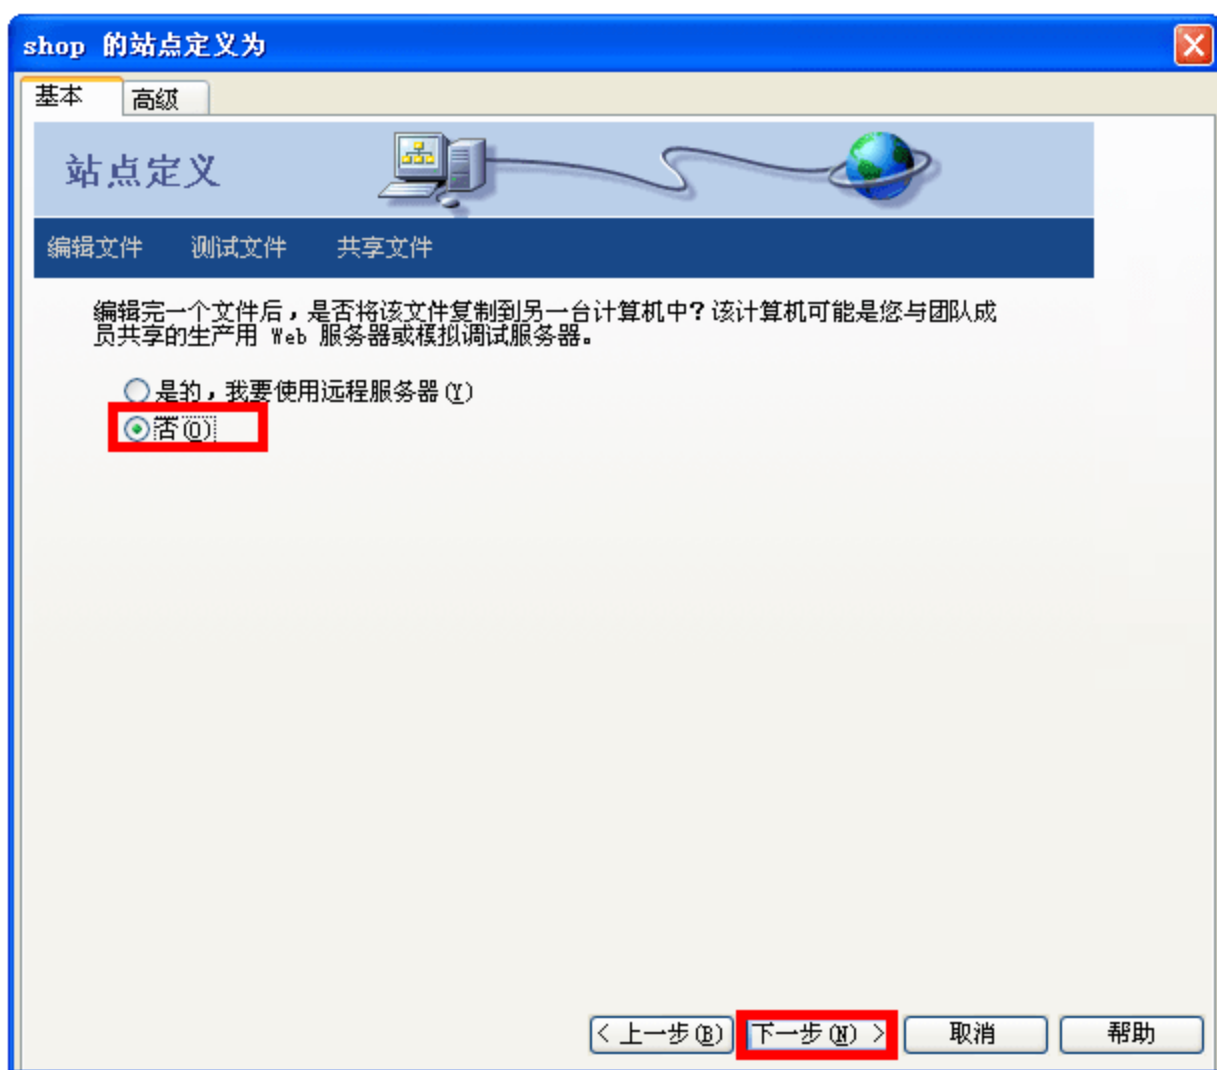 shop 的站点定义为
基本 高级
站点定义
编辑文件 测试文件 共享文件
编辑完一个文件后，是否将该文件复制到另一台计算机中？该计算机可能是您与团队成
员共享的生产用 Web 服务器或模拟调试服务器。
是的，我要使用远程服务器(Y)
否(O)
< 上一步(B) 下一步(N) > 取消 帮助